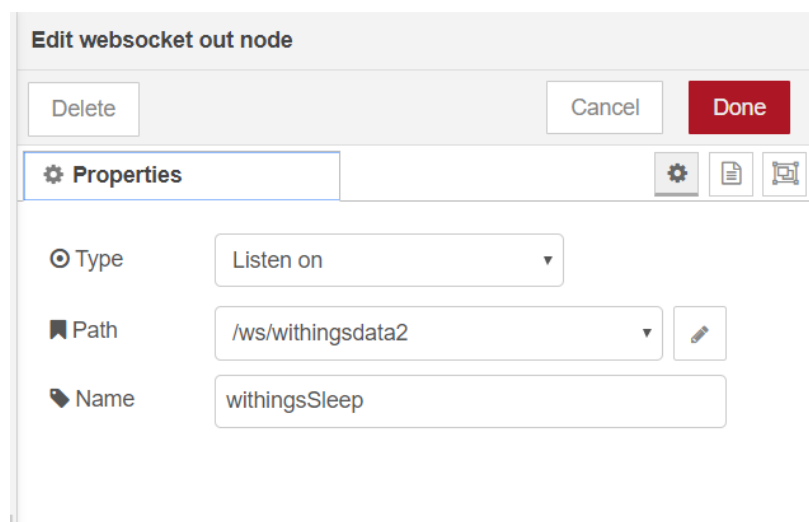 Edit websocket out node
Delete
Cancel
Done
Properties
Type
Listen on
Path
/ws/withingsdata2
Name
withingsSleep